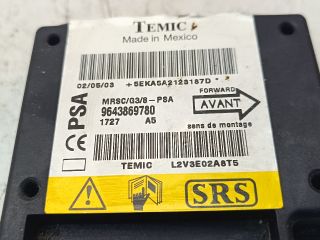 TEMIC
Made in Mexico
02/05/03 +5EKA5A2123187D
MRSC/G3/8-PSA
9643869780
1727 A5
PSA
FORWARD
AVANT
sens de montage
CE
TEMIC L2V3E02A8T5
SRS